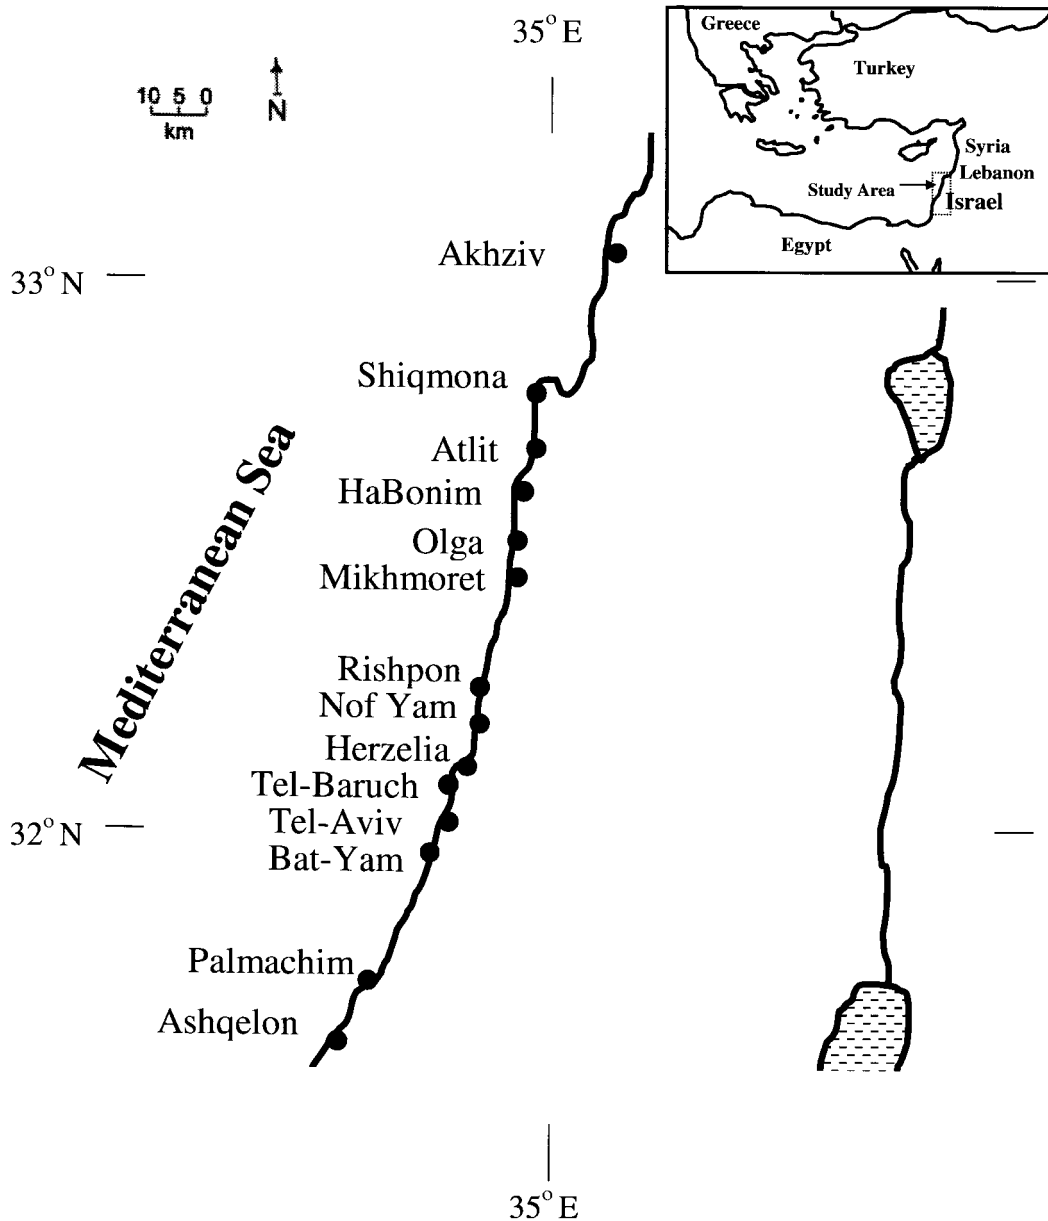 35° E
Greece
Turkey
10 5 0
km
N
Syria
Lebanon
Study Area
Israel
Akhziv
Egypt
33° N
Shiqmona
Mediterranean Sea
Atlit
HaBonim
Olga
Mikhmoret
Rishpon
Nof Yam
Herzelia
Tel-Baruch
Tel-Aviv
32° N
Bat-Yam
Palmachim
Ashqelon
35° E